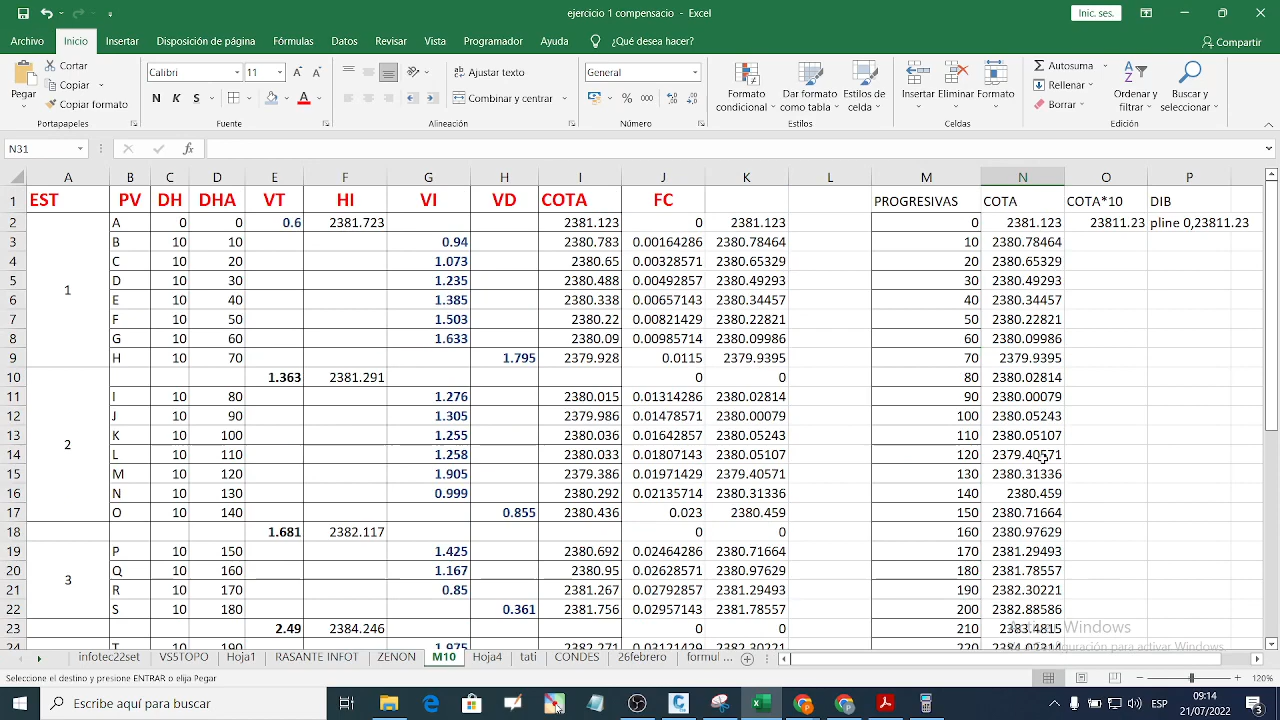 ejercicio 1 compensacio - Excel
Inic. ses.
Archivo Inicio Insertar Disposición de página Fórmulas Datos Revisar Vista Programador Ayuda ¿Qué desea hacer? Compartir
Pegar Cortar Copiar Copiar formato
Calibri 11 Ajustar texto General
N K S Combinar y centrar % 000
Formato condicional Dar formato como tabla Estilos de celda
Insertar Eliminar Formato
Autosuma Rellenar Borrar
Ordenar y filtrar Buscar y seleccionar
Portapapeles Fuente Alineación Número Estilos Celdas Edición
N31 fx
A B C D E F G H I J K L M N O P
1 EST PV DH DHA VT HI VI VD COTA FC PROGRESIVAS COTA COTA*10 DIB
2 A 0 0 0.6 2381.723 2381.123 0 2381.123 0 2381.123 23811.23 pline 0,23811.23
3 B 10 10 0.94 2380.783 0.00164286 2380.78464 10 2380.78464
4 C 10 20 1.073 2380.65 0.00328571 2380.65329 20 2380.65329
5 1 D 10 30 1.235 2380.488 0.00492857 2380.49293 30 2380.49293
6 E 10 40 1.385 2380.338 0.00657143 2380.34457 40 2380.34457
7 F 10 50 1.503 2380.22 0.00821429 2380.22821 50 2380.22821
8 G 10 60 1.633 2380.09 0.00985714 2380.09986 60 2380.09986
9 H 10 70 1.795 2379.928 0.0115 2379.9395 70 2379.9395
10 1.363 2381.291 0 0 80 2380.02814
11 I 10 80 1.276 2380.015 0.01314286 2380.02814 90 2380.00079
12 J 10 90 1.305 2379.986 0.01478571 2380.00079 100 2380.05243
13 2 K 10 100 1.255 2380.036 0.01642857 2380.05243 110 2380.05107
14 L 10 110 1.258 2380.033 0.01807143 2380.05107 120 2379.40571
15 M 10 120 1.905 2379.386 0.01971429 2379.40571 130 2380.31336
16 N 10 130 0.999 2380.292 0.02135714 2380.31336 140 2380.459
17 O 10 140 0.855 2380.436 0.023 2380.459 150 2380.71664
18 1.681 2382.117 0 0 160 2380.97629
19 P 10 150 1.425 2380.692 0.02464286 2380.71664 170 2381.29493
20 3 Q 10 160 1.167 2380.95 0.02628571 2380.97629 180 2381.78557
21 R 10 170 0.85 2381.267 0.02792857 2381.29493 190 2382.30221
22 S 10 180 0.361 2381.756 0.02957143 2381.78557 200 2382.88586
23 2.49 2384.246 0 0 210 2383.4815
24 T 10 190 1.975 2382.271 0.03121429 2382.30221 220
Activar Windows
Ve a Configuración para activar Windows.
infotec22set VS5TOPO Hoja1 RASANTE INFO ZENON M10 Hoja4 tati CONDES 26febrero formul ...
Seleccione el destino y presione ENTRAR o elija Pegar 120%
Escribe aquí para buscar
09:14
21/07/2022